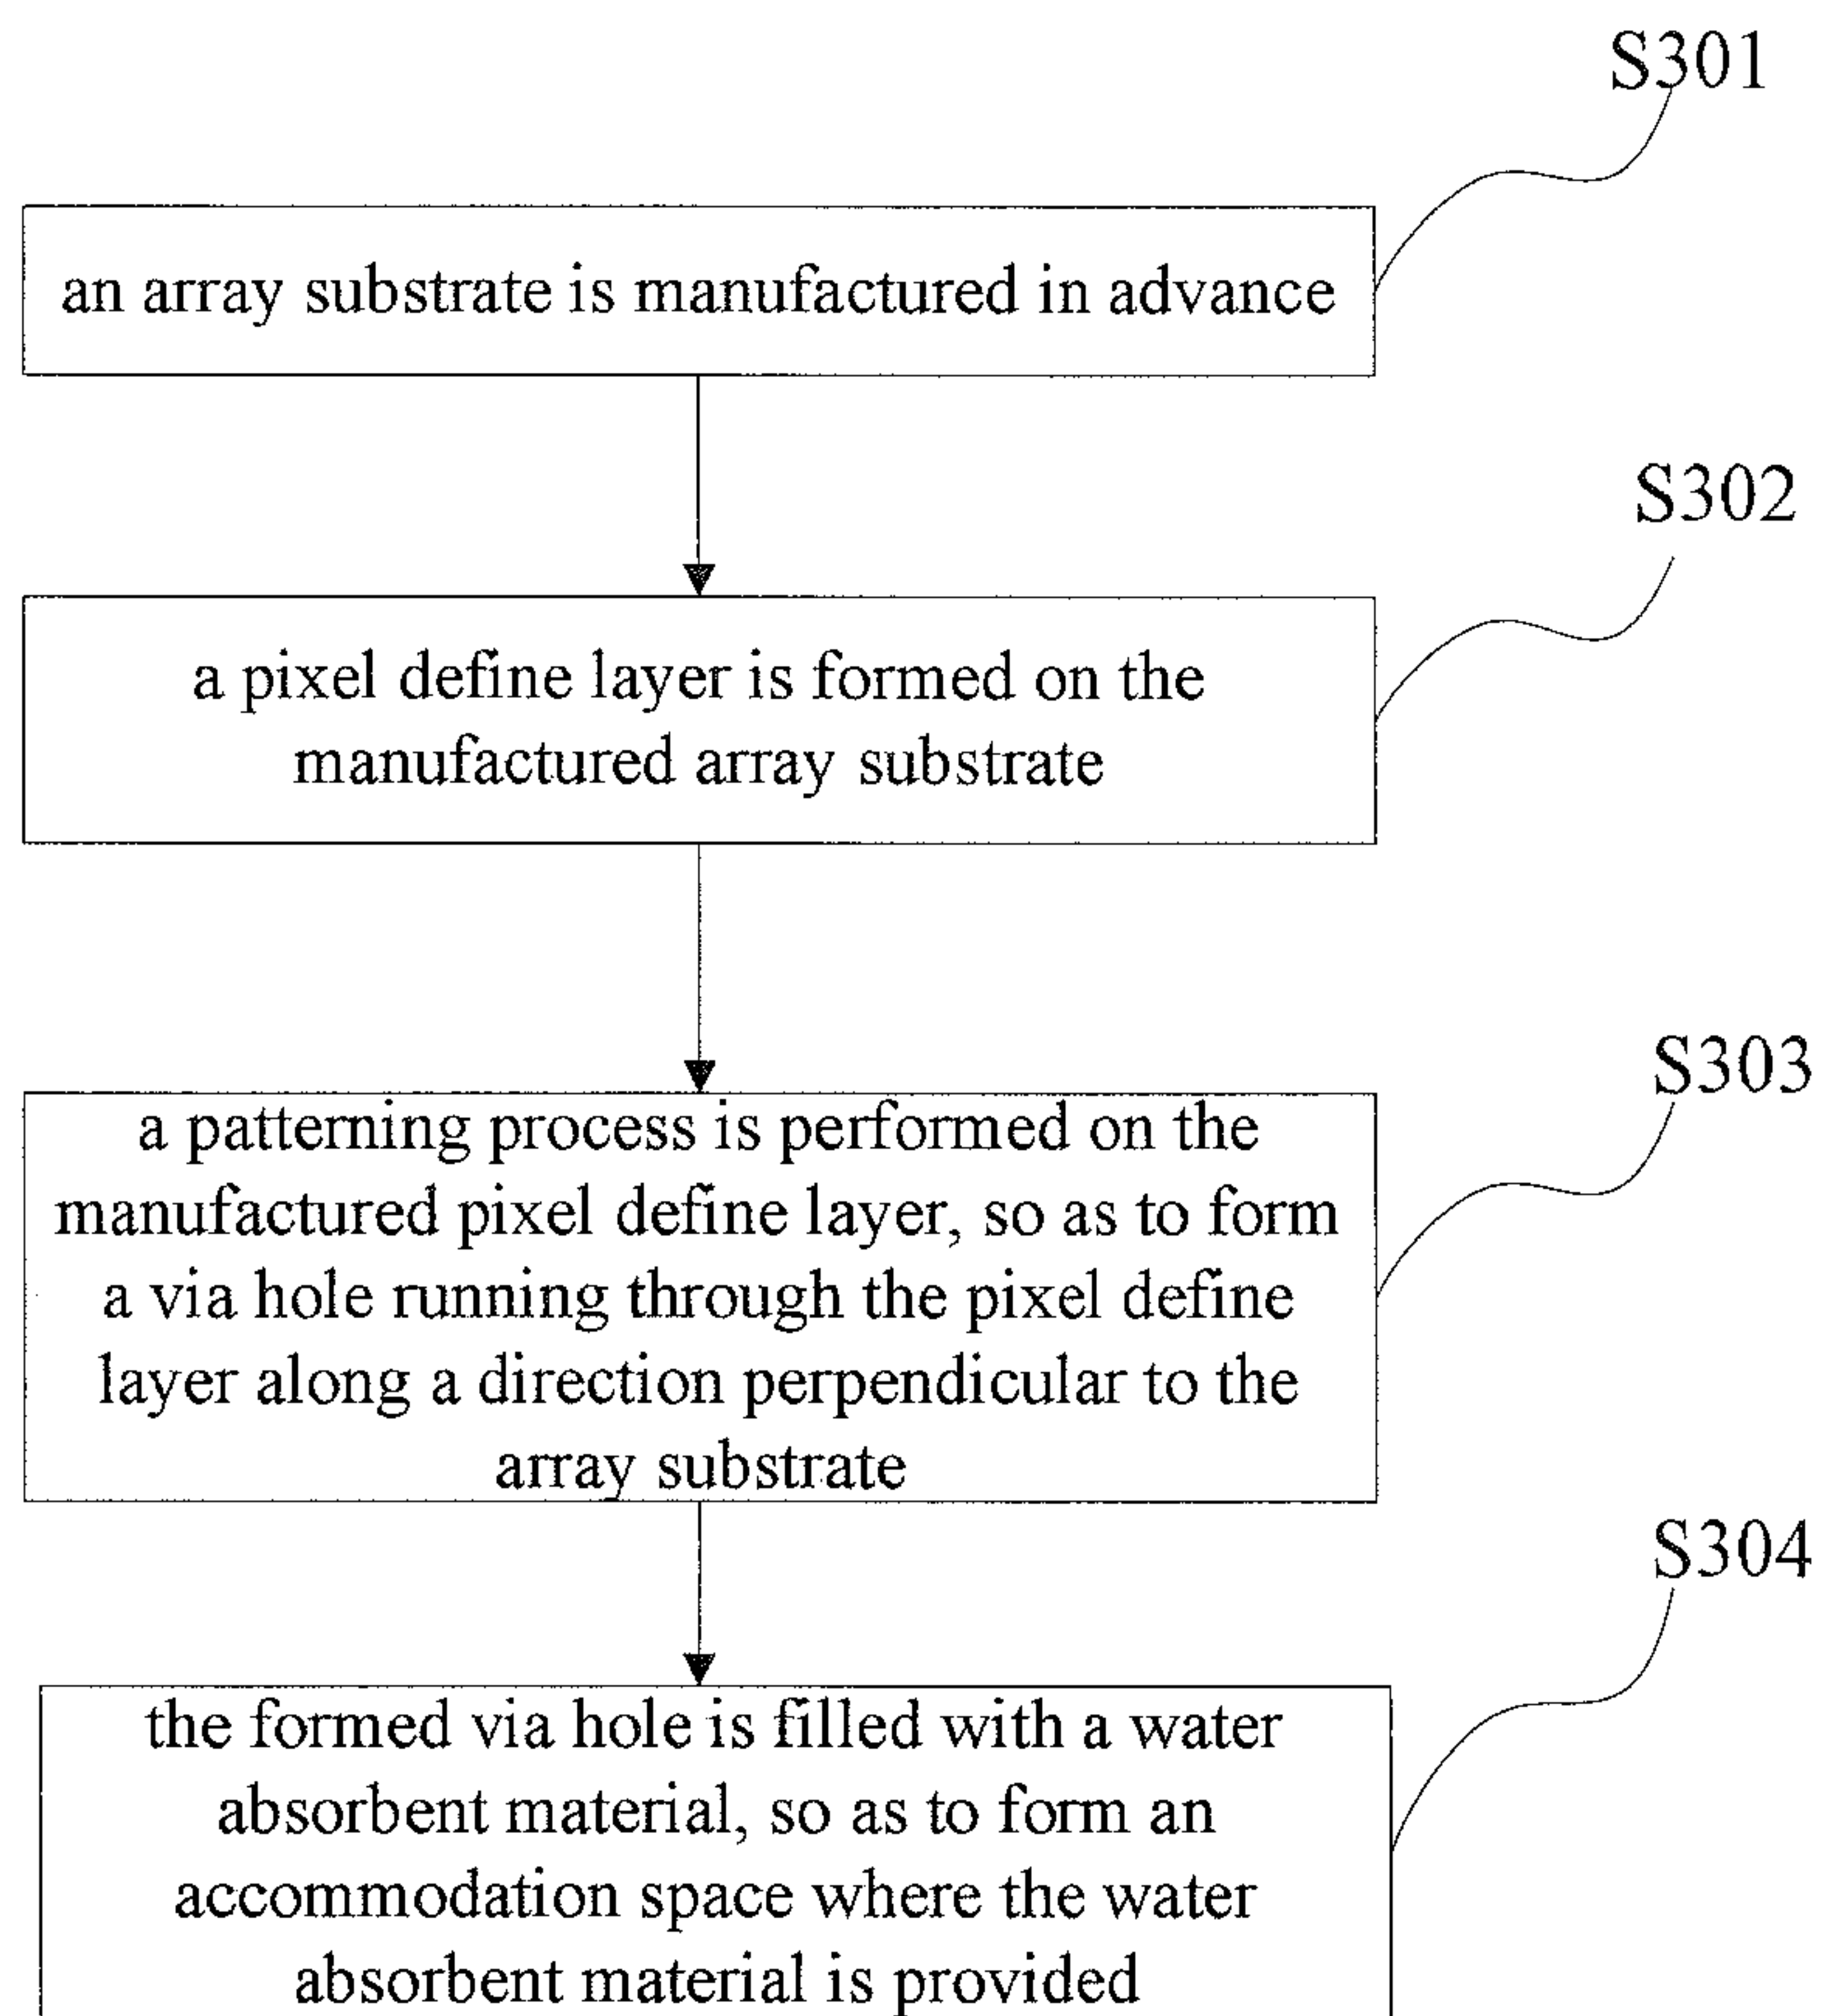 S301
an array substrate is manufactured in advance
S302
a pixel define layer is formed on the
manufactured array substrate
S303
a patterning process is performed on the
manufactured pixel define layer, so as to form
a via hole running through the pixel define
layer along a direction perpendicular to the
array substrate
S304
the formed via hole is filled with a water
absorbent material, so as to form an
accommodation space where the water
absorbent material is provided